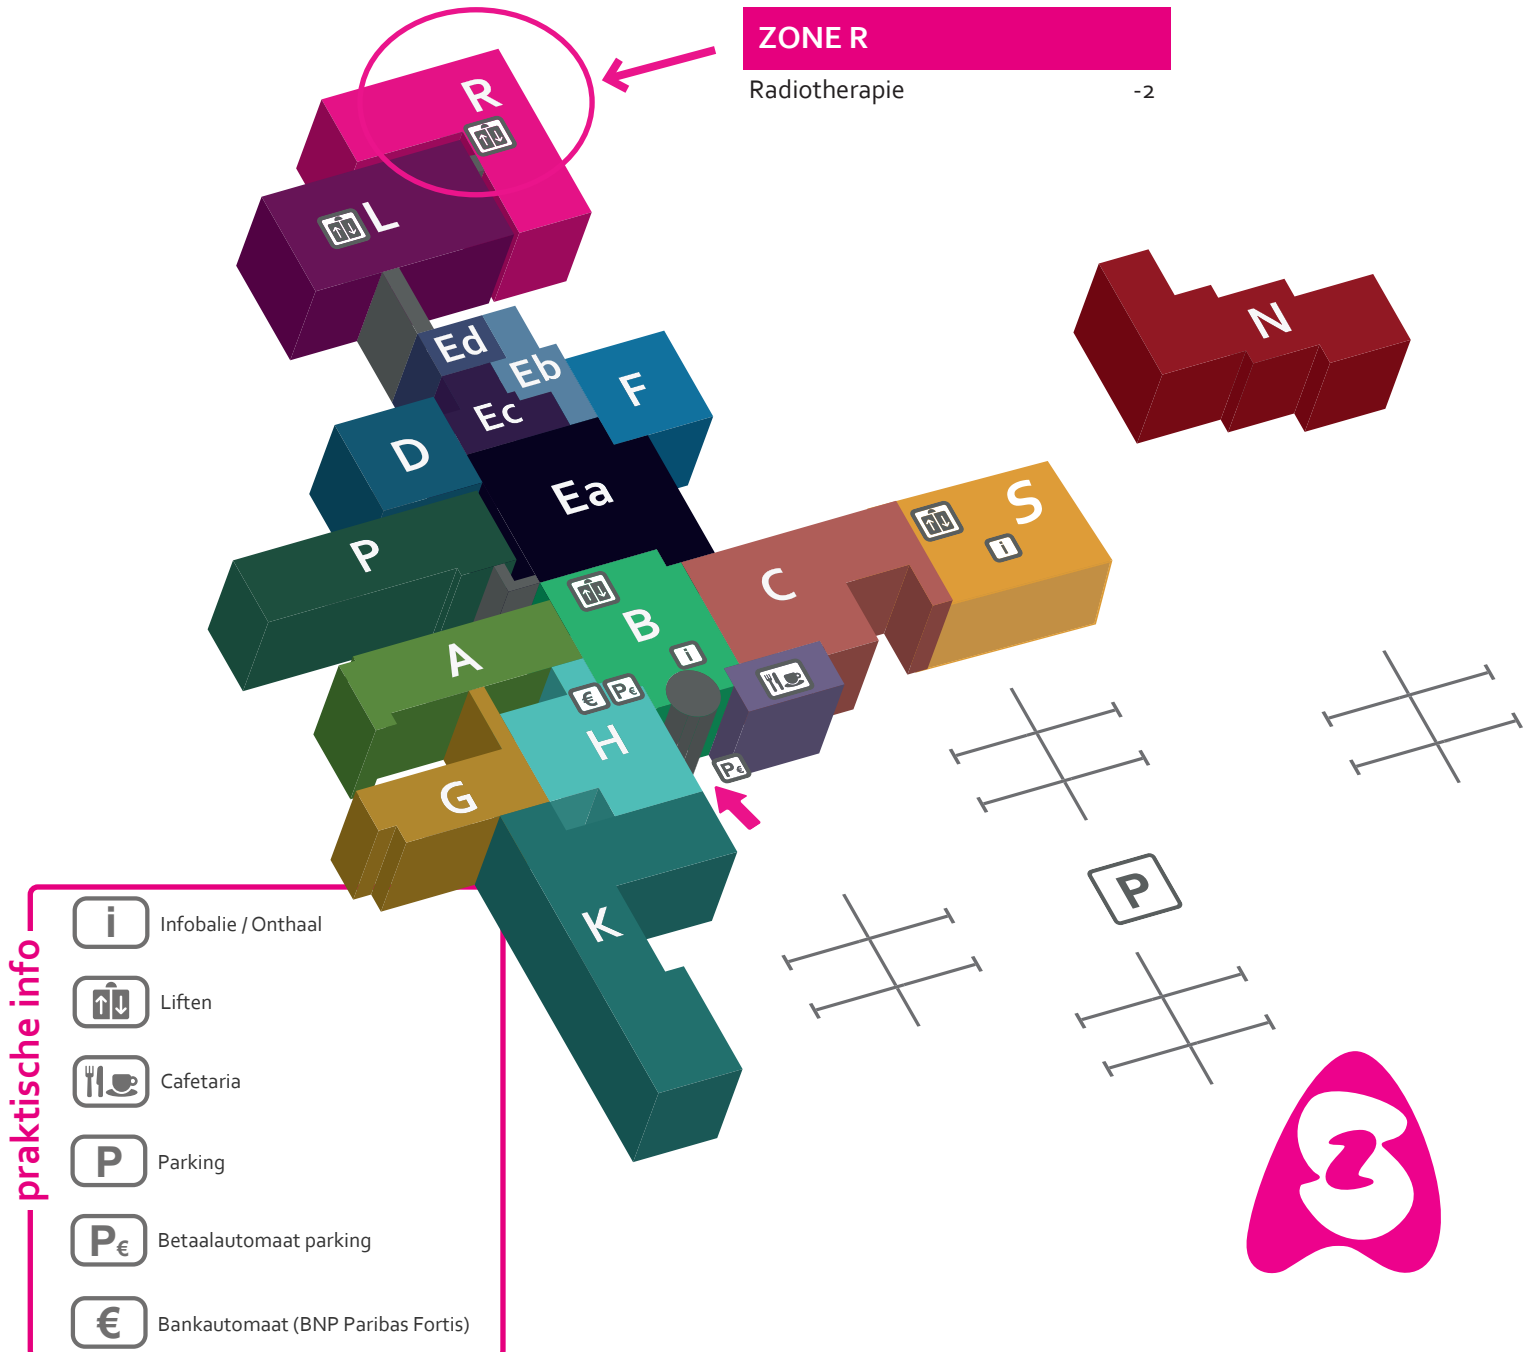 ZONE R
Radiotherapie -2
R
L
N
Ed
Eb
F
Ec
D
Ea
S
i
P
C
B
A
i
€ P€
H
P€
G
P
K
praktische info
i Infobalie / Onthaal
Liften
Cafetaria
P Parking
P€ Betaalautomaat parking
€ Bankautomaat (BNP Paribas Fortis)